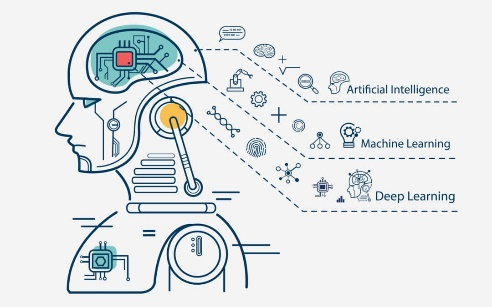 Artificial Intelligence
Machine Learning
Deep Learning